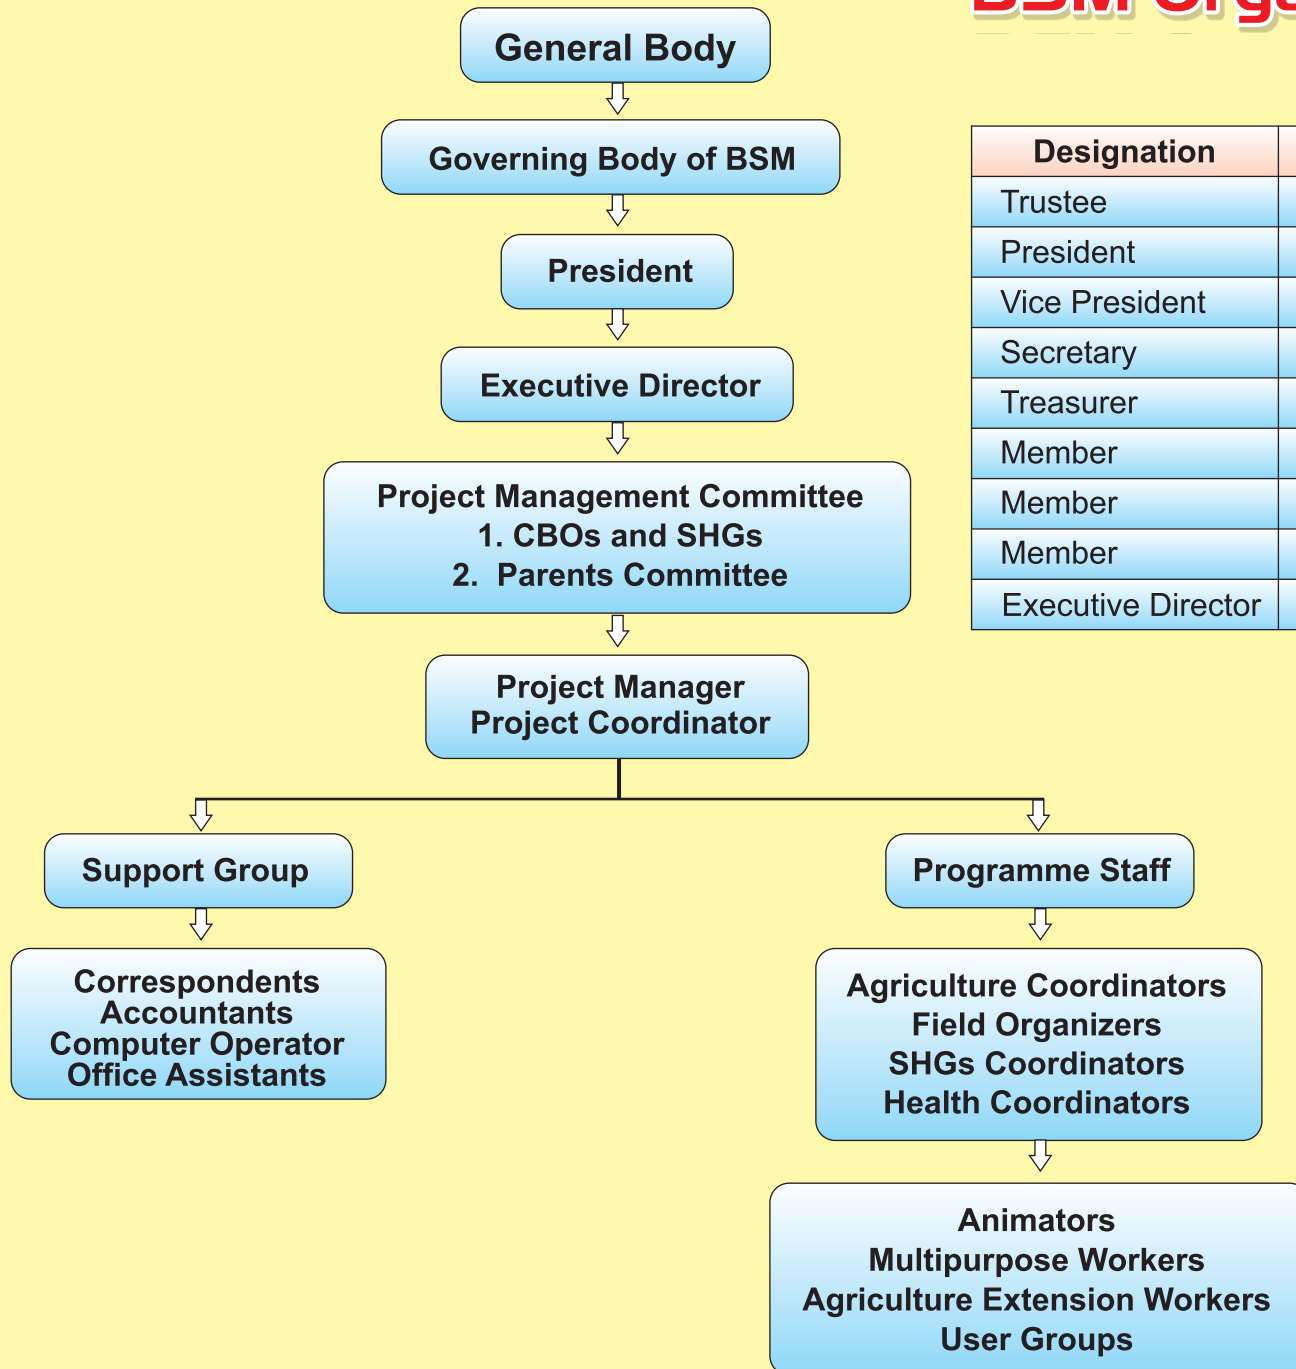 BSM
General Body
Governing Body of BSM
President
Executive Director
Project Management Committee
1. CBOs and SHGs
2. Parents Committee
Project Manager
Project Coordinator
Support Group
Correspondents
Accountants
Computer Operator
Office Assistants
Programme Staff
Agriculture Coordinators
Field Organizers
SHGs Coordinators
Health Coordinators
Animators
Multipurpose Workers
Agriculture Extension Workers
User Groups
Designation
Trustee
President
Vice President
Secretary
Treasurer
Member
Member
Member
Executive Director